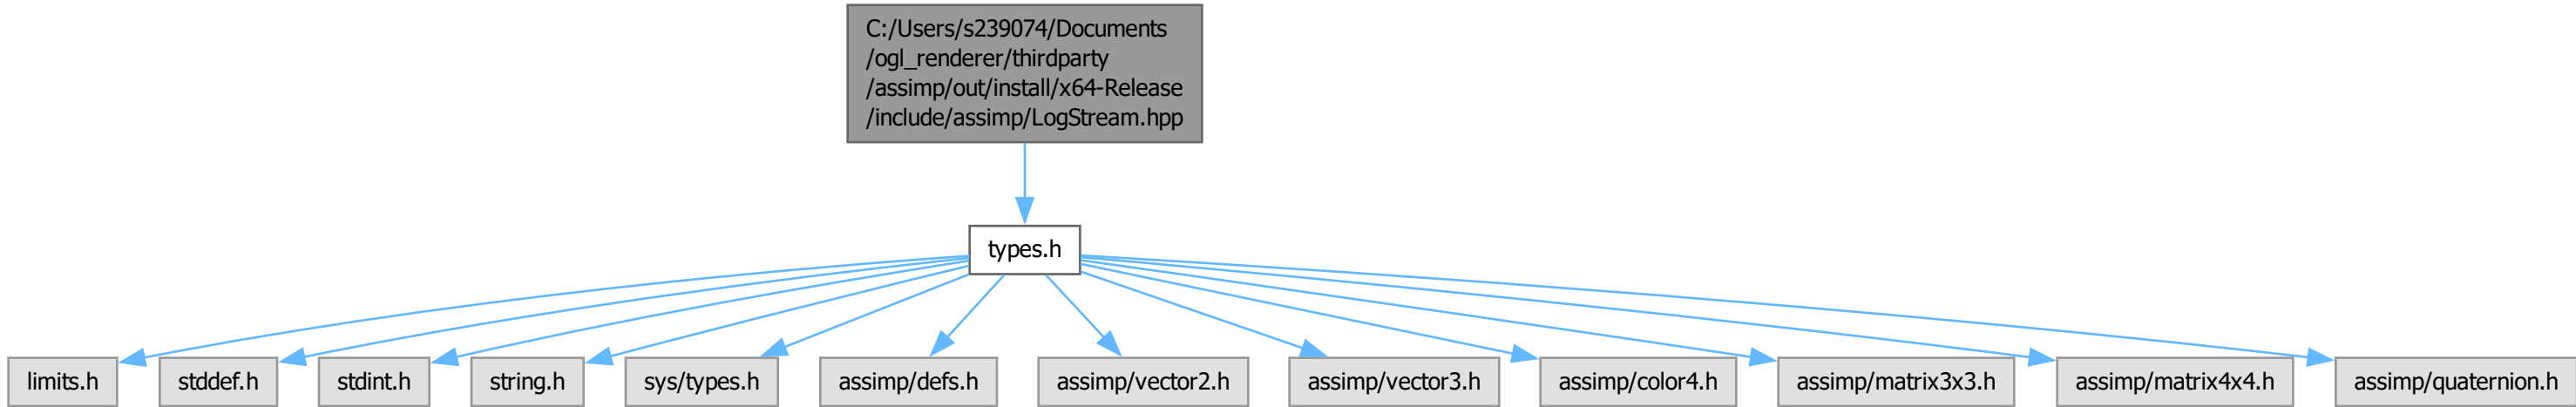 C:/Users/s239074/Documents
/ogl_renderer/thirdparty
/assimp/out/install/x64-Release
/include/assimp/LogStream.hpp
types.h
limits.h
stddef.h
stdint.h
string.h
sys/types.h
assimp/defs.h
assimp/vector2.h
assimp/vector3.h
assimp/color4.h
assimp/matrix3x3.h
assimp/matrix4x4.h
assimp/quaternion.h